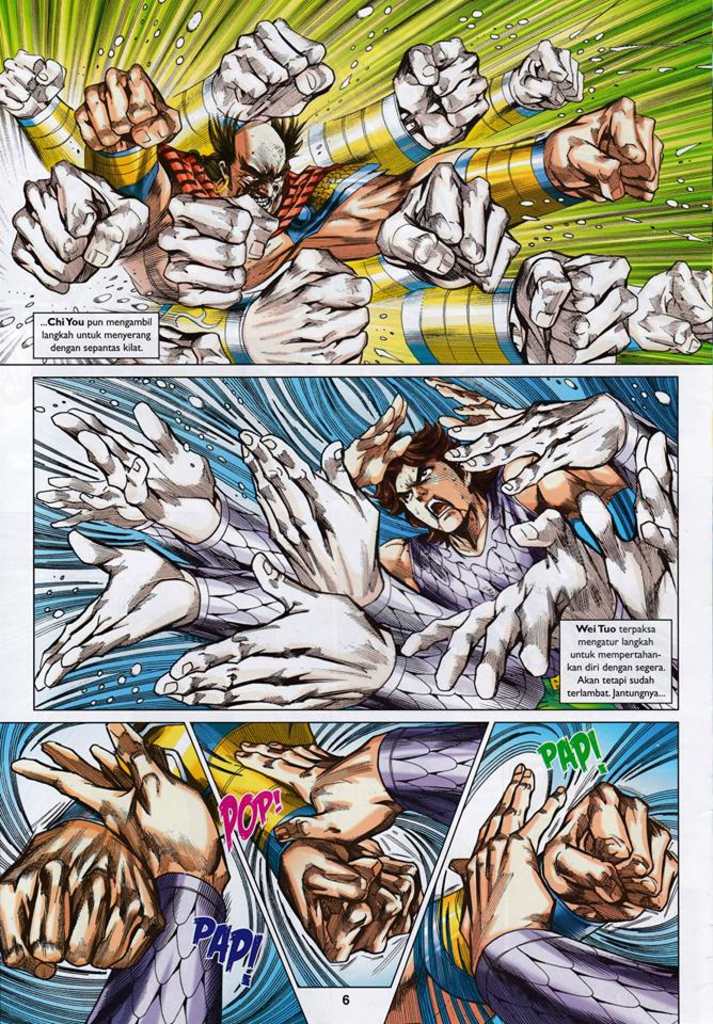 ...Chi You pun mengambil
langkah untuk menyerang
dengan sepantas kilat.
Wei Tuo terpaksa
mengatur langkah
untuk mempertahan-
kan diri dengan segera.
Akan tetapi sudah
terlambat. Jantungnya...
POP!
PAP!
PAP!
6